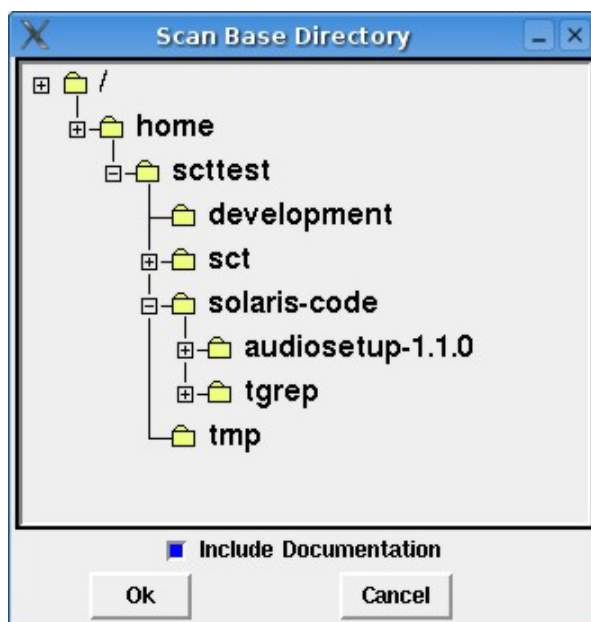 Scan Base Directory
/
home
scttest
development
sct
solaris-code
audiosetup-1.1.0
tgrep
tmp
Include Documentation
Ok
Cancel